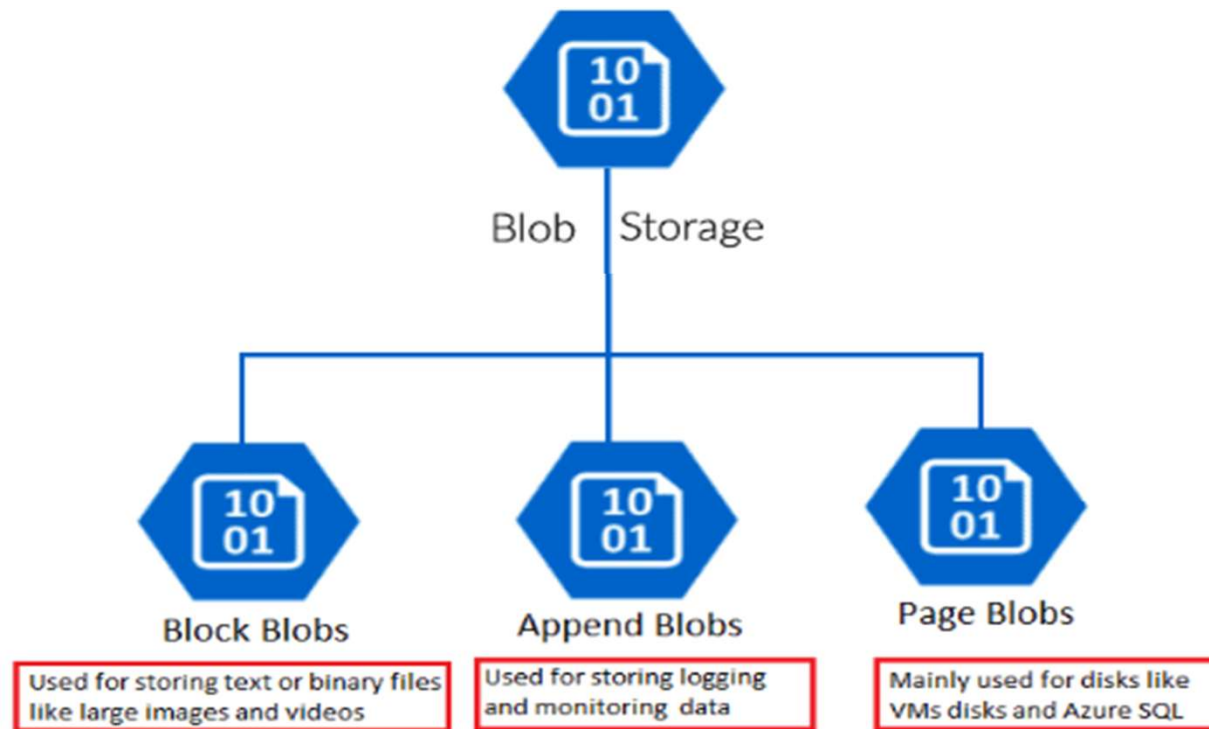 10
01
Blob Storage
10
01
10
01
10
01
Block Blobs
Append Blobs
Page Blobs
Used for storing text or binary files
like large images and videos
Used for storing logging
and monitoring data
Mainly used for disks like
VMs disks and Azure SQL